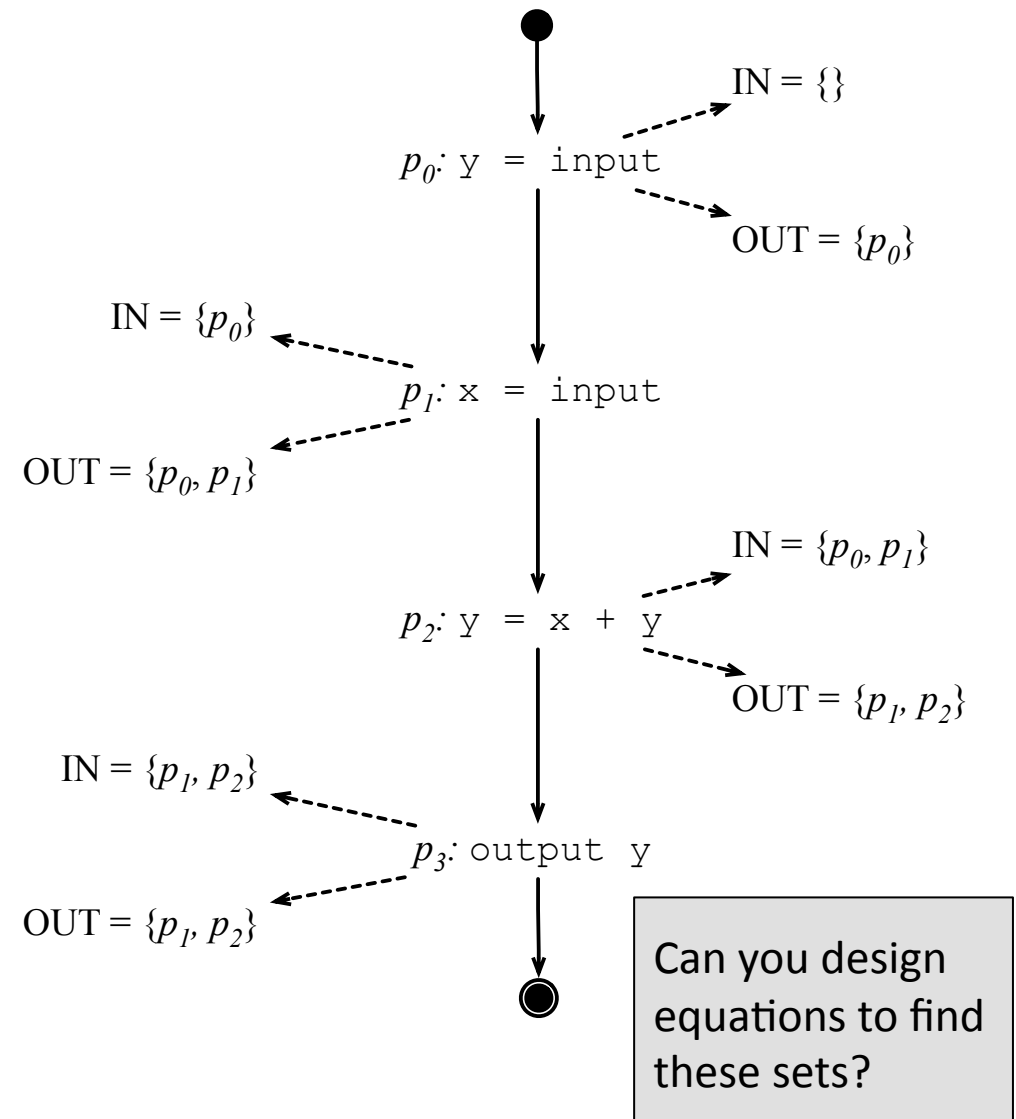 IN = {}
p0: y = input
OUT = {p0}
IN = {p0}
p1: x = input
OUT = {p0, p1}
IN = {p0, p1}
p2: y = x + y
OUT = {p1, p2}
IN = {p1, p2}
p3: output y
OUT = {p1, p2}
Can you design
equations to find
these sets?